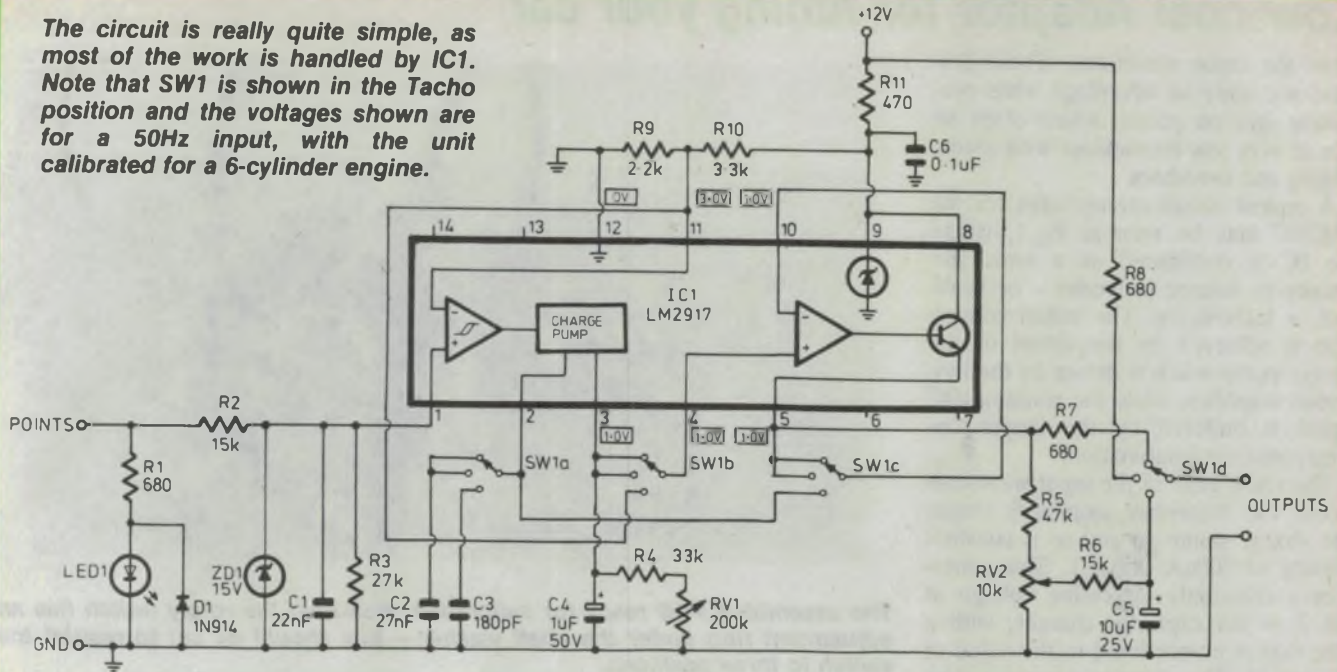 The circuit is really quite simple, as
most of the work is handled by IC1.
Note that SW1 is shown in the Tacho
position and the voltages shown are
for a 50Hz input, with the unit
calibrated for a 6-cylinder engine.
+12V
R11
470
R9
2·2k
R10
3·3k
C6
0·1uF
0V
3·0V
1·0V
14
13
12
11
10
9
8
R8
680
IC1
LM2917
CHARGE
PUMP
1
2
3
4
5
6
7
1·0V
1·0V
1·0V
POINTS
R2
15k
R1
680
SW1a
SW1b
SW1c
R7
680
SW1d
OUTPUTS
R5
47k
R6
15k
RV2
10k
C5
10uF
25V
LED1
D1
1N914
ZD1
15V
C1
22nF
R3
27k
C2
27nF
C3
180pF
C4
1uF
50V
R4 33k
RV1
200k
GND